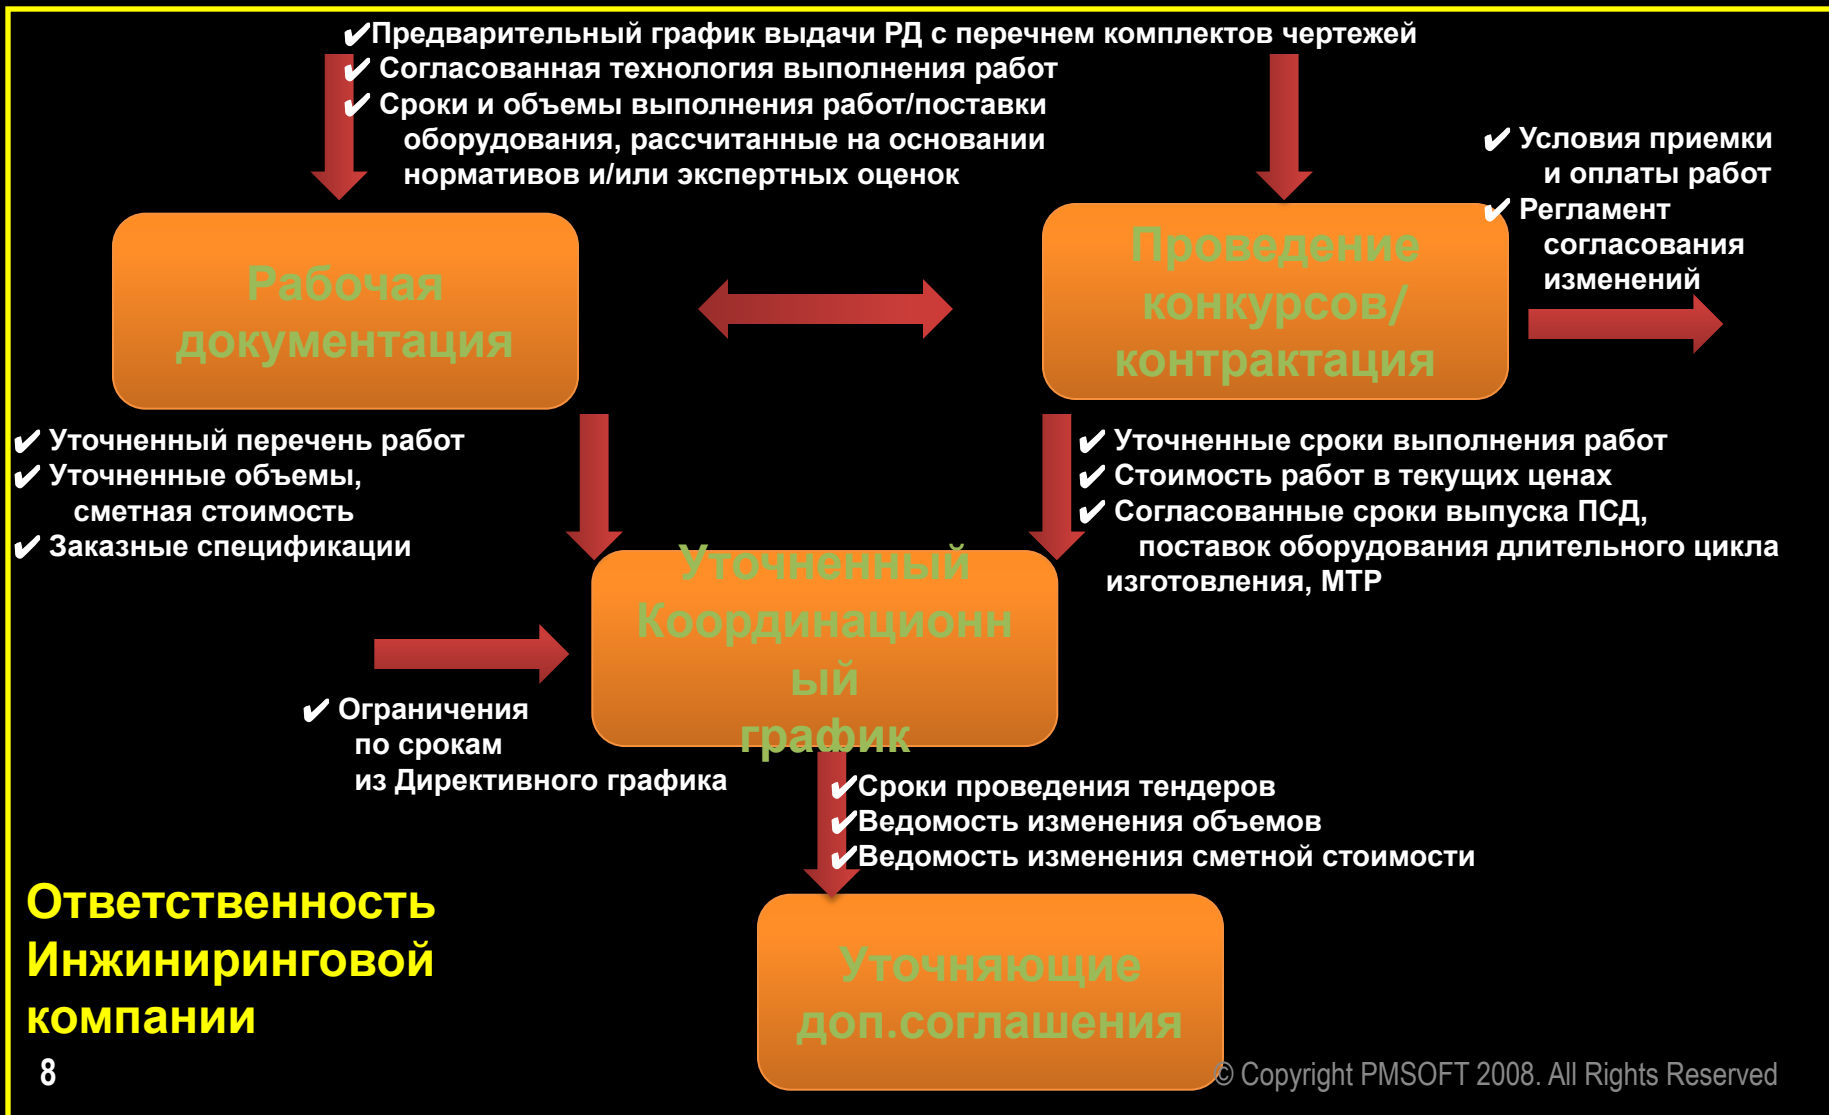 ✔Предварительный график выдачи РД с перечнем комплектов чертежей
✔ Согласованная технология выполнения работ
✔ Сроки и объемы выполнения работ/поставки
оборудования, рассчитанные на основании
нормативов и/или экспертных оценок
✔ Условия приемки
и оплаты работ
✔ Регламент
согласования
изменений
Рабочая
документация
Проведение
конкурсов/
контрактация
✔ Уточненный перечень работ
✔ Уточненные объемы,
сметная стоимость
✔ Заказные спецификации
✔ Уточненные сроки выполнения работ
✔ Стоимость работ в текущих ценах
✔ Согласованные сроки выпуска ПСД,
поставок оборудования длительного цикла
изготовления, МТР
Уточненный
Координационн
ый
график
✔ Ограничения
по срокам
из Директивного графика
✔Сроки проведения тендеров
✔Ведомость изменения объемов
✔Ведомость изменения сметной стоимости
Ответственность
Инжиниринговой
компании
Уточняющие
доп.соглашения
8
© Copyright PMSOFT 2008. All Rights Reserved